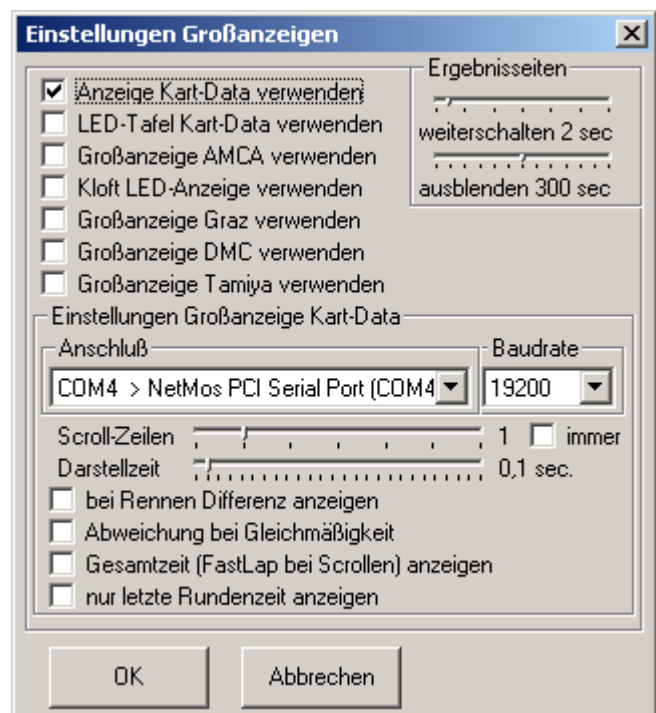 Einstellungen Großanzeigen
Anzeige Kart-Data verwenden
LED-Tafel Kart-Data verwenden
Großanzeige AMCA verwenden
Kloft LED-Anzeige verwenden
Großanzeige Graz verwenden
Großanzeige DMC verwenden
Großanzeige Tamiya verwenden
Ergebnisseiten
weiterschalten 2 sec
ausblenden 300 sec
Einstellungen Großanzeige Kart-Data
Anschluß
COM4 > NetMos PCI Serial Port (COM4
Baudrate
19200
Scroll-Zeilen 1 immer
Darstellzeit 0,1 sec.
bei Rennen Differenz anzeigen
Abweichung bei Gleichmäßigkeit
Gesamtzeit (FastLap bei Scrollen) anzeigen
nur letzte Rundenzeit anzeigen
OK
Abbrechen